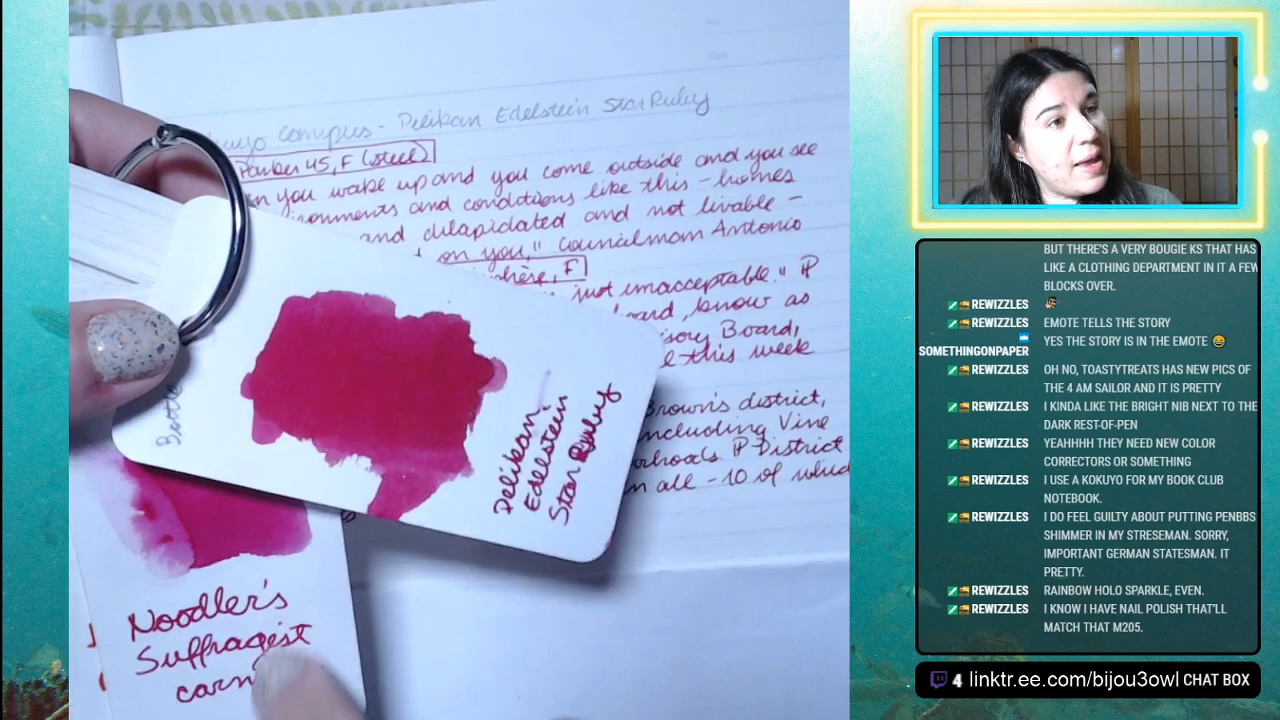 Campus - Pelikan Edelstein Star Ruby
Parker 45, F (steel)
you wake up and you come outside and you see
and conditions like this - homes
and dilapidated and not livable -
on you," Councilman Antonio
F
just unacceptable." P
board, know as
Board,
this week
Brown's district,
including Vine
P District
in all - 10 of which
Bottle
Pelikan
Edelstein
Star Ruby
Noodler's
Suffragist
carn
BUT THERE'S A VERY BOUGIE KS THAT HAS
LIKE A CLOTHING DEPARTMENT IN IT A FEW
BLOCKS OVER.
REWIZZLES
REWIZZLES EMOTE TELLS THE STORY
SOMETHINGONPAPER YES THE STORY IS IN THE EMOTE 😅
REWIZZLES OH NO, TOASTYTREATS HAS NEW PICS OF
THE 4 AM SAILOR AND IT IS PRETTY
REWIZZLES I KINDA LIKE THE BRIGHT NIB NEXT TO THE
DARK REST-OF-PEN
REWIZZLES YEAHHHH THEY NEED NEW COLOR
CORRECTORS OR SOMETHING
REWIZZLES I USE A KOKUYO FOR MY BOOK CLUB
NOTEBOOK.
REWIZZLES I DO FEEL GUILTY ABOUT PUTTING PENBBS
SHIMMER IN MY STRESEMAN. SORRY,
IMPORTANT GERMAN STATESMAN. IT
PRETTY.
REWIZZLES RAINBOW HOLO SPARKLE, EVEN.
REWIZZLES I KNOW I HAVE NAIL POLISH THAT'LL
MATCH THAT M205.
4 linktr.ee.com/bijou3owl CHAT BOX